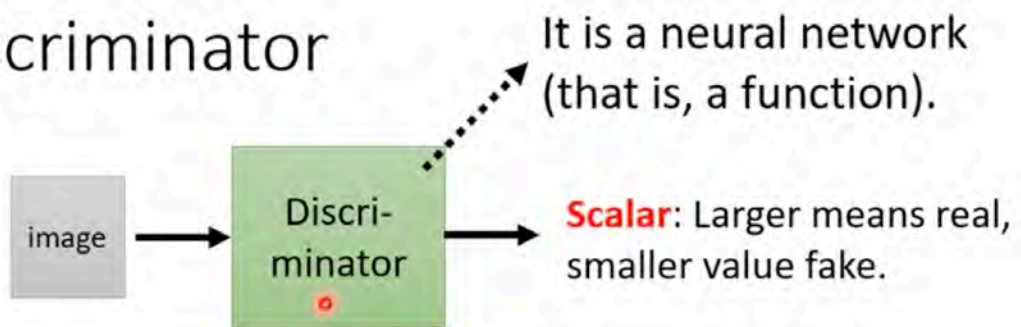 criminator
It is a neural network
(that is, a function).
image
Discri-
minator
Scalar: Larger means real,
smaller value fake.